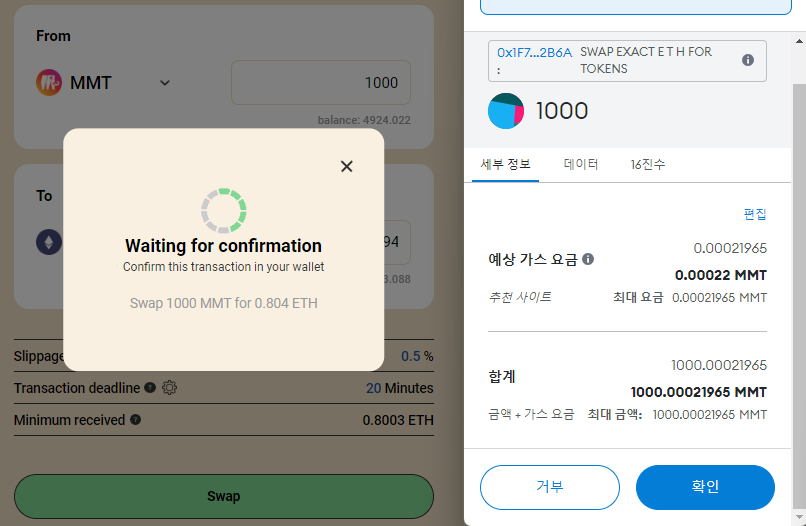 From
MMT
1000
balance: 4924.022
To
94
3.088
Waiting for confirmation
Confirm this transaction in your wallet
Swap 1000 MMT for 0.804 ETH
Slippage
0.5 %
Transaction deadline
20 Minutes
Minimum received
0.8003 ETH
Swap
0x1F7...2B6A
:
SWAP EXACT E T H FOR
TOKENS
1000
세부 정보 데이터 16진수
편집
예상 가스 요금
0.00021965
0.00022 MMT
추천 사이트
최대 요금 0.00021965 MMT
합계
1000.00021965
1000.00021965 MMT
금액 + 가스 요금
최대 금액: 1000.00021965 MMT
거부
확인